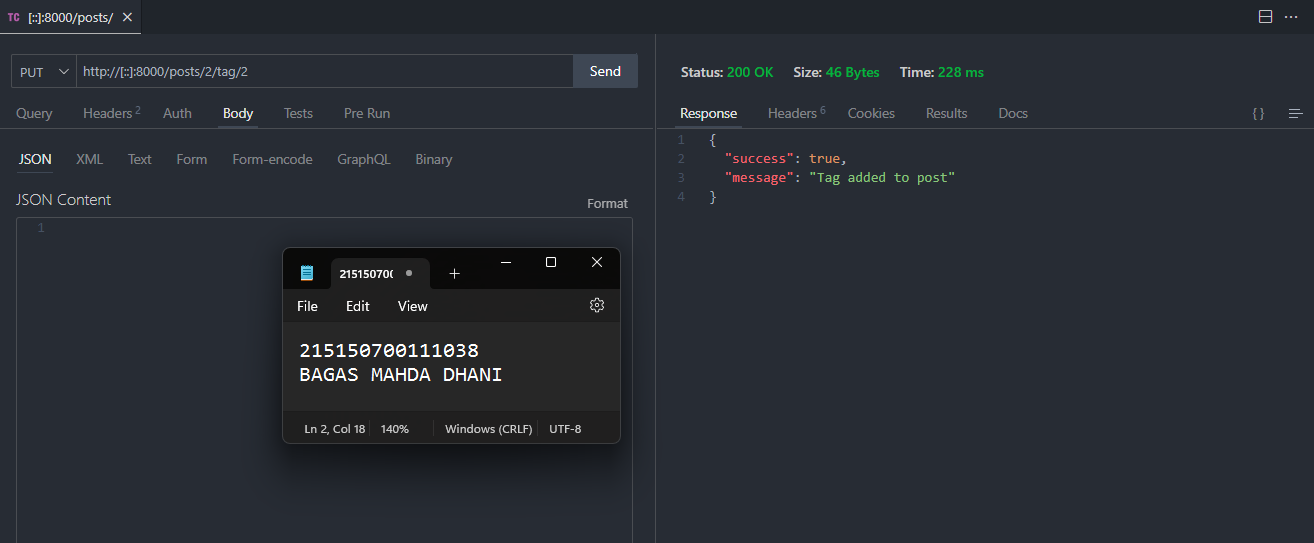 TC [::]:8000/posts/
PUT http://[::]:8000/posts/2/tag/2 Send
Query Headers 2 Auth Body Tests Pre Run
JSON XML Text Form Form-encode GraphQL Binary
JSON Content
Format
1
Status: 200 OK Size: 46 Bytes Time: 228 ms
Response Headers 6 Cookies Results Docs {}
1 {
2 "success": true,
3 "message": "Tag added to post"
4 }
21515070(
File Edit View
215150700111038
BAGAS MAHDA DHANI
Ln 2, Col 18 140% Windows (CRLF) UTF-8